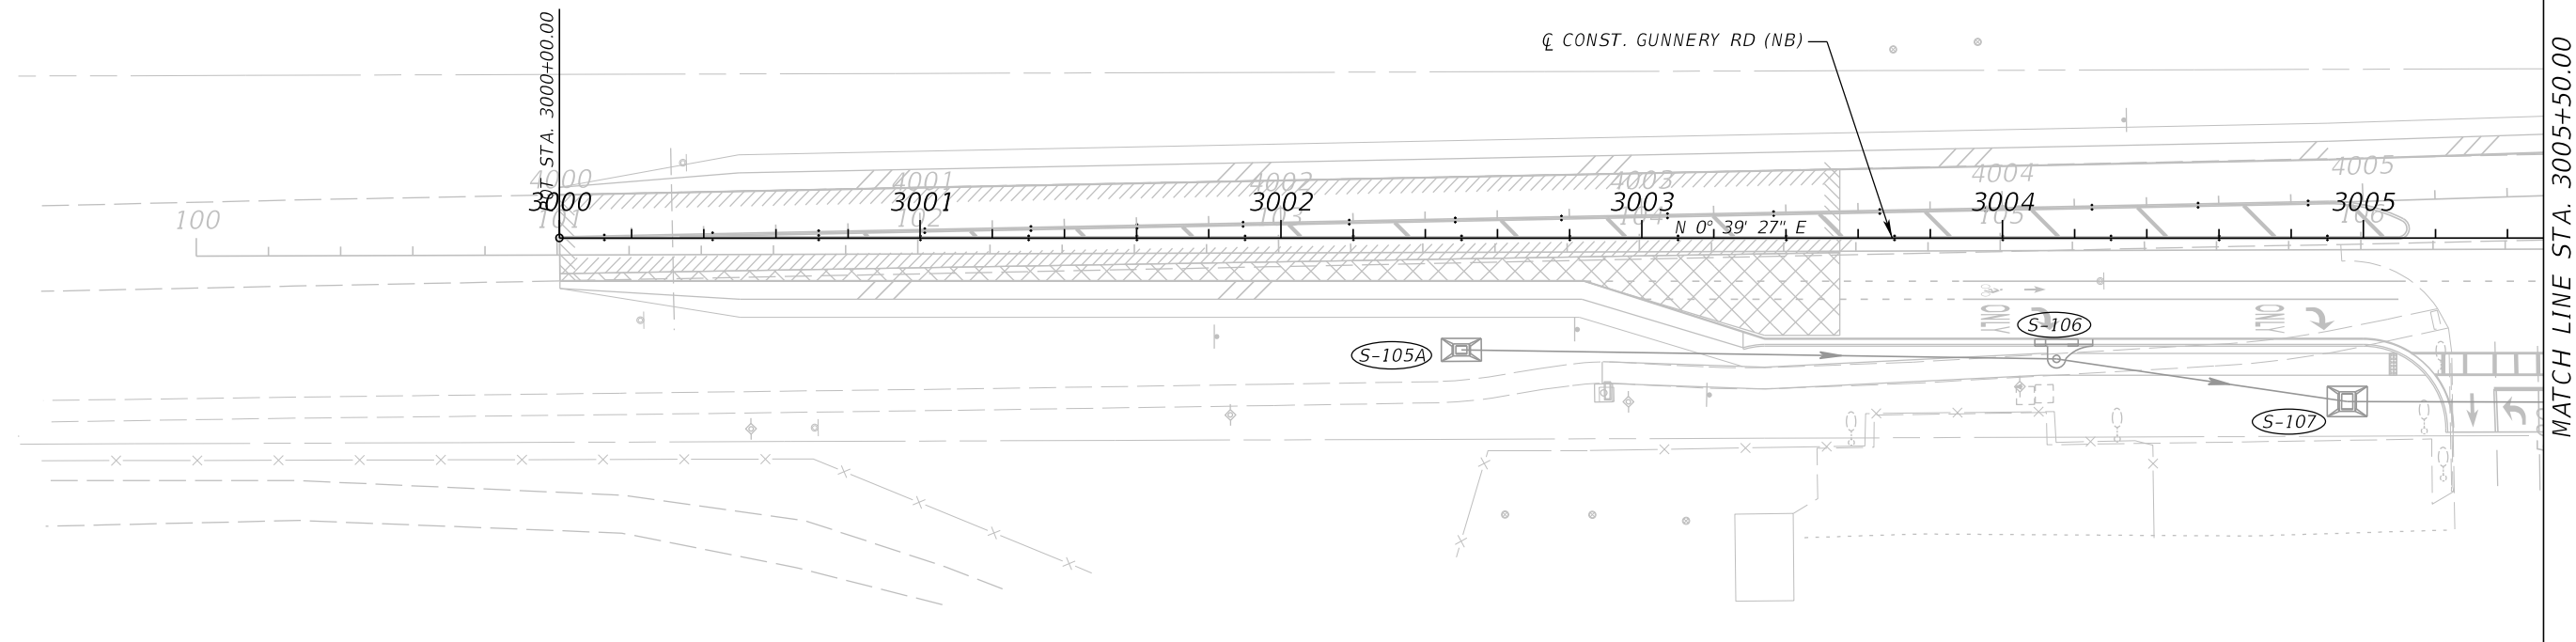 ℄ CONST. GUNNERY RD (NB)
POT STA. 3000+00.00
MATCH LINE STA. 3005+50.00
4000
4001
4002
4003
4004
4005
3000
3001
3002
3003
3004
3005
100
101
102
103
104
105
106
N 0° 39' 27" E
ONLY
ONLY
S-106
S-105A
S-107